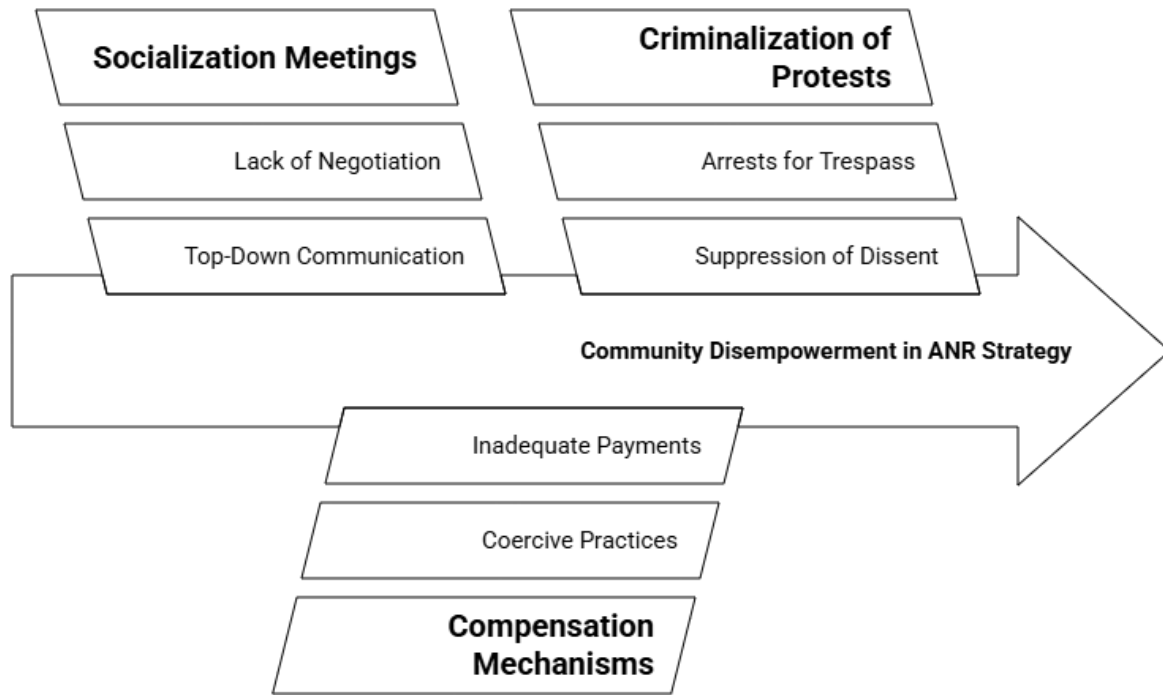 Socialization Meetings
Lack of Negotiation
Top-Down Communication
Criminalization of
Protests
Arrests for Trespass
Suppression of Dissent
Community Disempowerment in ANR Strategy
Inadequate Payments
Coercive Practices
Compensation
Mechanisms